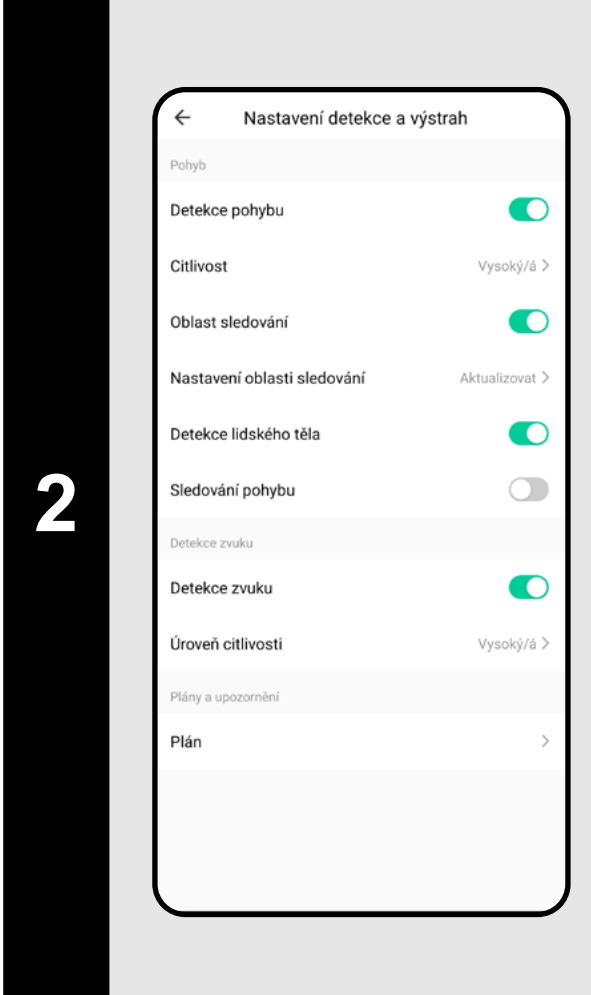 2
Nastavení detekce a výstrah
Pohyb
Detekce pohybu
Citlivost Vysoký/á
Oblast sledování
Nastavení oblasti sledování Aktualizovat
Detekce lidského těla
Sledování pohybu
Detekce zvuku
Detekce zvuku
Úroveň citlivosti Vysoký/á
Plány a upozornění
Plán